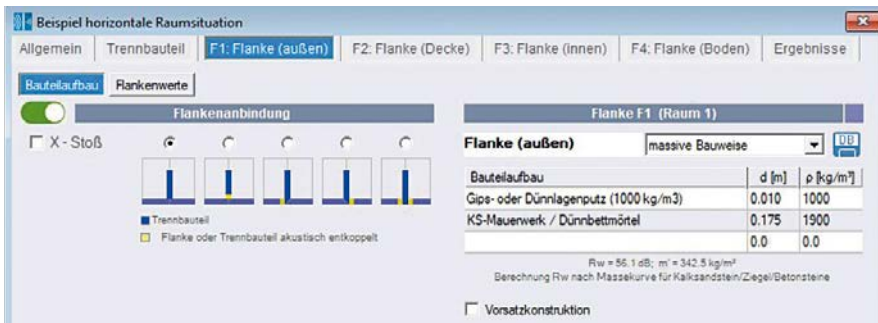 Beispiel horizontale Raumsituation
Allgemein Trennbauteil F1: Flanke (außen) F2: Flanke (Decke) F3: Flanke (innen) F4: Flanke (Boden) Ergebnisse
Bauteilaufbau Flankenwerte
Flankenanbindung
X - Stoß
Trennbauteil
Flanke oder Trennbauteil akustisch entkoppelt
Flanke F1 (Raum 1)
Flanke (außen) massive Bauweise DB
Bauteilaufbau d [m] ρ [kg/m³]
Gips- oder Dünnlagenputz (1000 kg/m3) 0.010 1000
KS-Mauerwerk / Dünnbettmörtel 0.175 1900
0.0 0.0
Rw = 56.1 dB; m' = 342.5 kg/m²
Berechnung Rw nach Massekurve für Kalksandstein/Ziegel/Betonsteine
Vorsatzkonstruktion